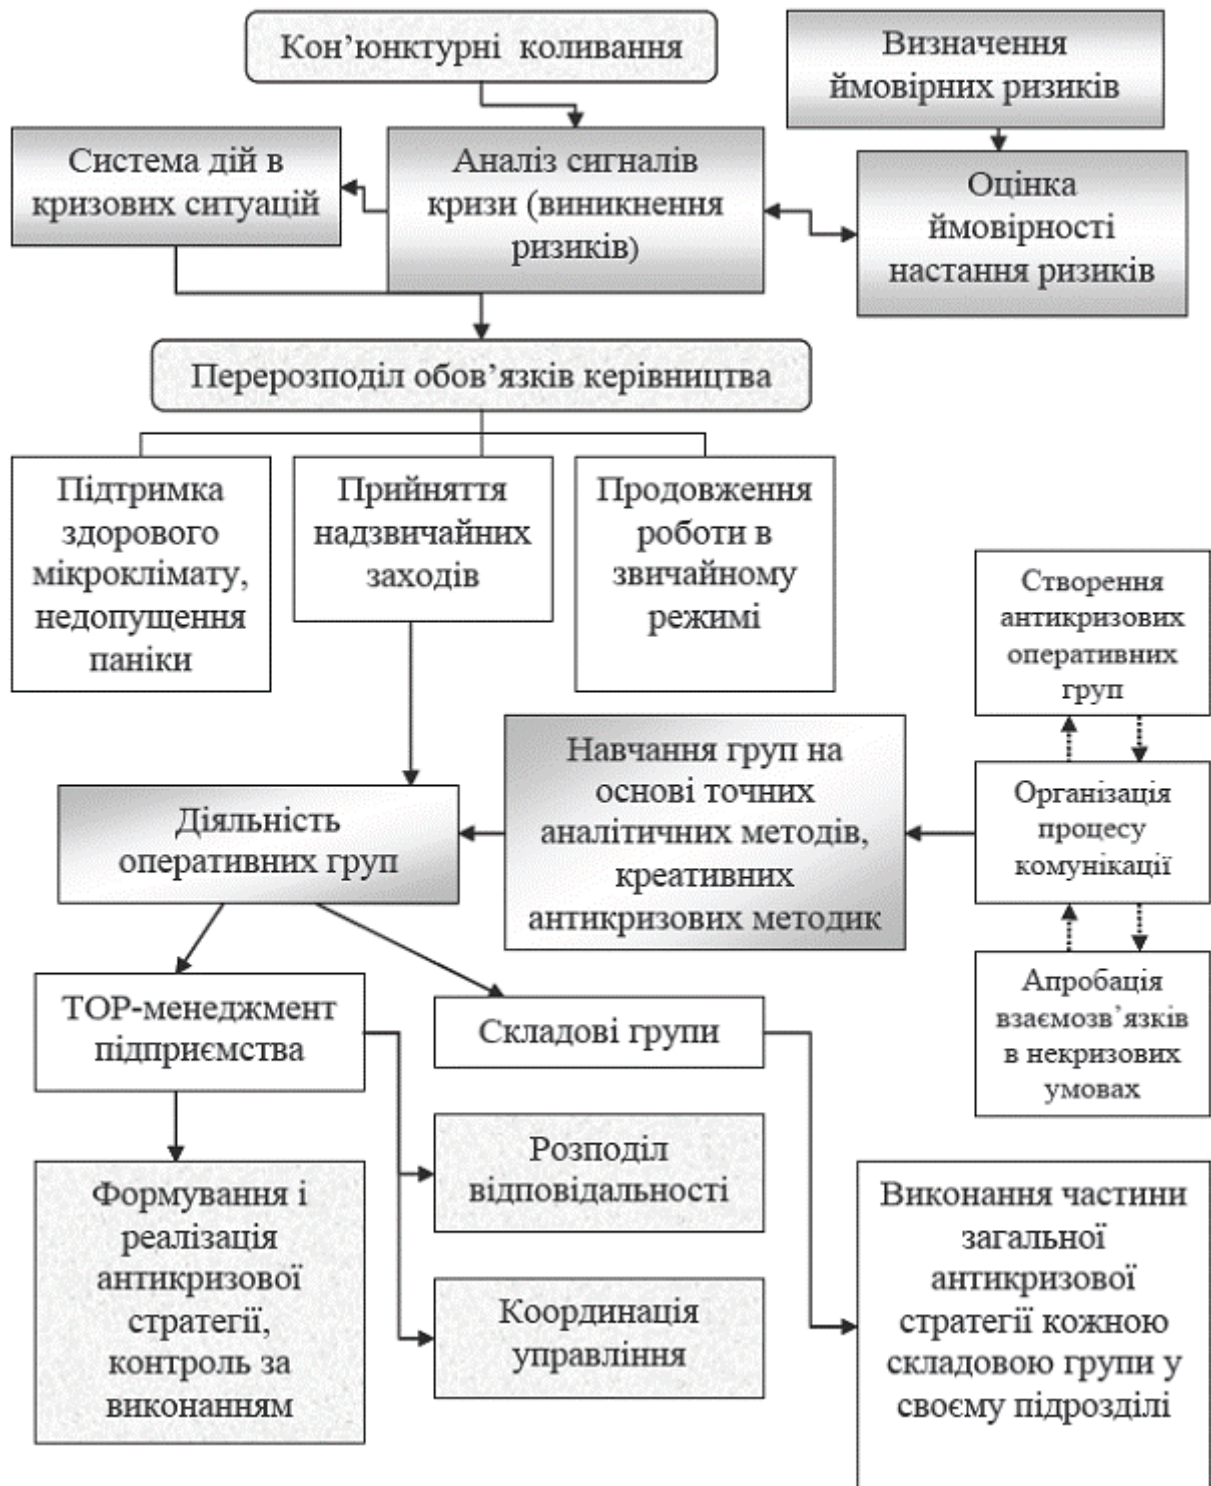 Кон’юнктурні коливання
Визначення
ймовірних ризиків
Система дій в
кризових ситуацій
Аналіз сигналів
кризи (виникнення
ризиків)
Оцінка
ймовірності
настання ризиків
Перерозподіл обов’язків керівництва
Підтримка
здорового
мікроклімату,
недопущення
паніки
Прийняття
надзвичайних
заходів
Продовження
роботи в
звичайному
режимі
Створення
антикризових
оперативних
груп
Навчання груп на
основі точних
аналітичних методів,
креативних
антикризових методик
Організація
процесу
комунікації
Діяльність
оперативних груп
Апробація
взаємозв’язків
в некризових
умовах
ТОР-менеджмент
підприємства
Складові групи
Розподіл
відповідальності
Формування і
реалізація
антикризової
стратегії,
контроль за
виконанням
Координація
управління
Виконання частини
загальної
антикризової
стратегії кожною
складовою групи у
своєму підрозділі